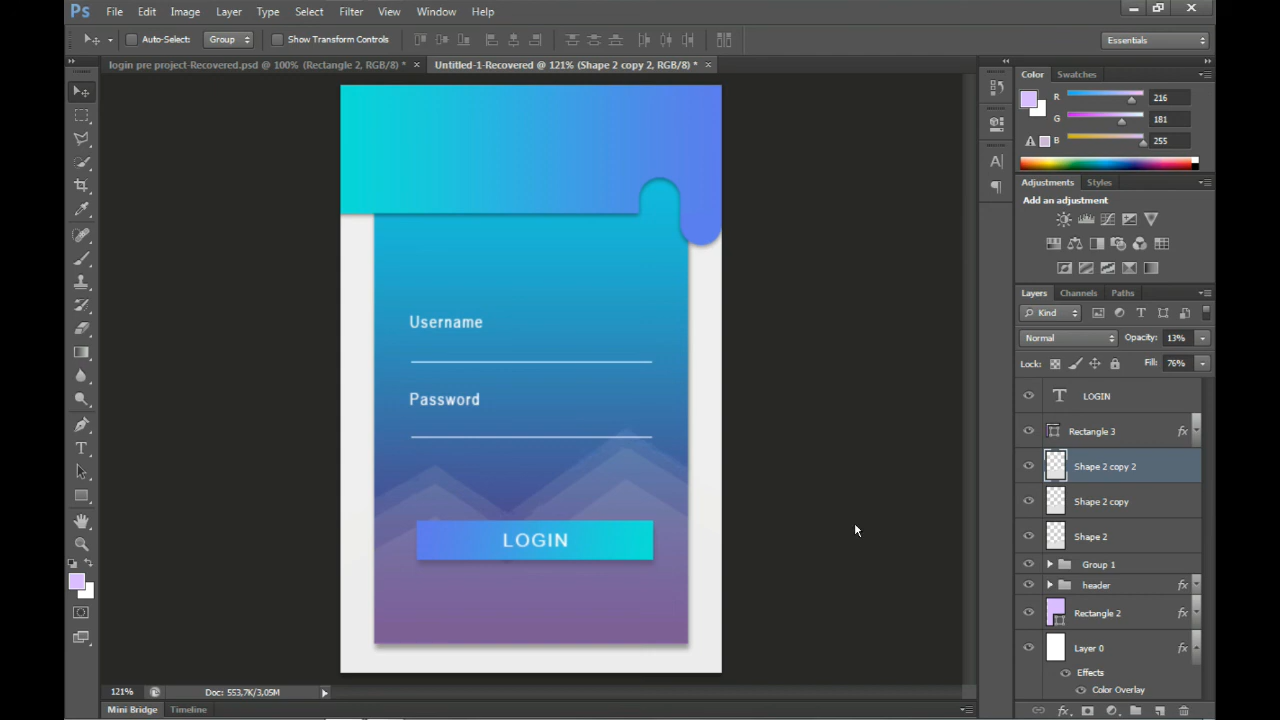 Ps File Edit Image Layer Type Select Filter View Window Help
Auto-Select: Group Show Transform Controls Essentials
login pre project-Recovered.psd @ 100% (Rectangle 2, RGB/8) * × Untitled-1-Recovered @ 121% (Shape 2 copy 2, RGB/8) * ×
Color Swatches
R 216
G 181
B 255
Adjustments Styles
Add an adjustment
Layers Channels Paths
Kind
Normal Opacity: 13%
Lock: Fill: 76%
LOGIN
Rectangle 3 fx
Shape 2 copy 2
Shape 2 copy
Shape 2
Group 1
header fx
Rectangle 2 fx
Layer 0 fx
Effects
Color Overlay
Username
Password
LOGIN
121% Doc: 553,7K/3,05M
Mini Bridge Timeline